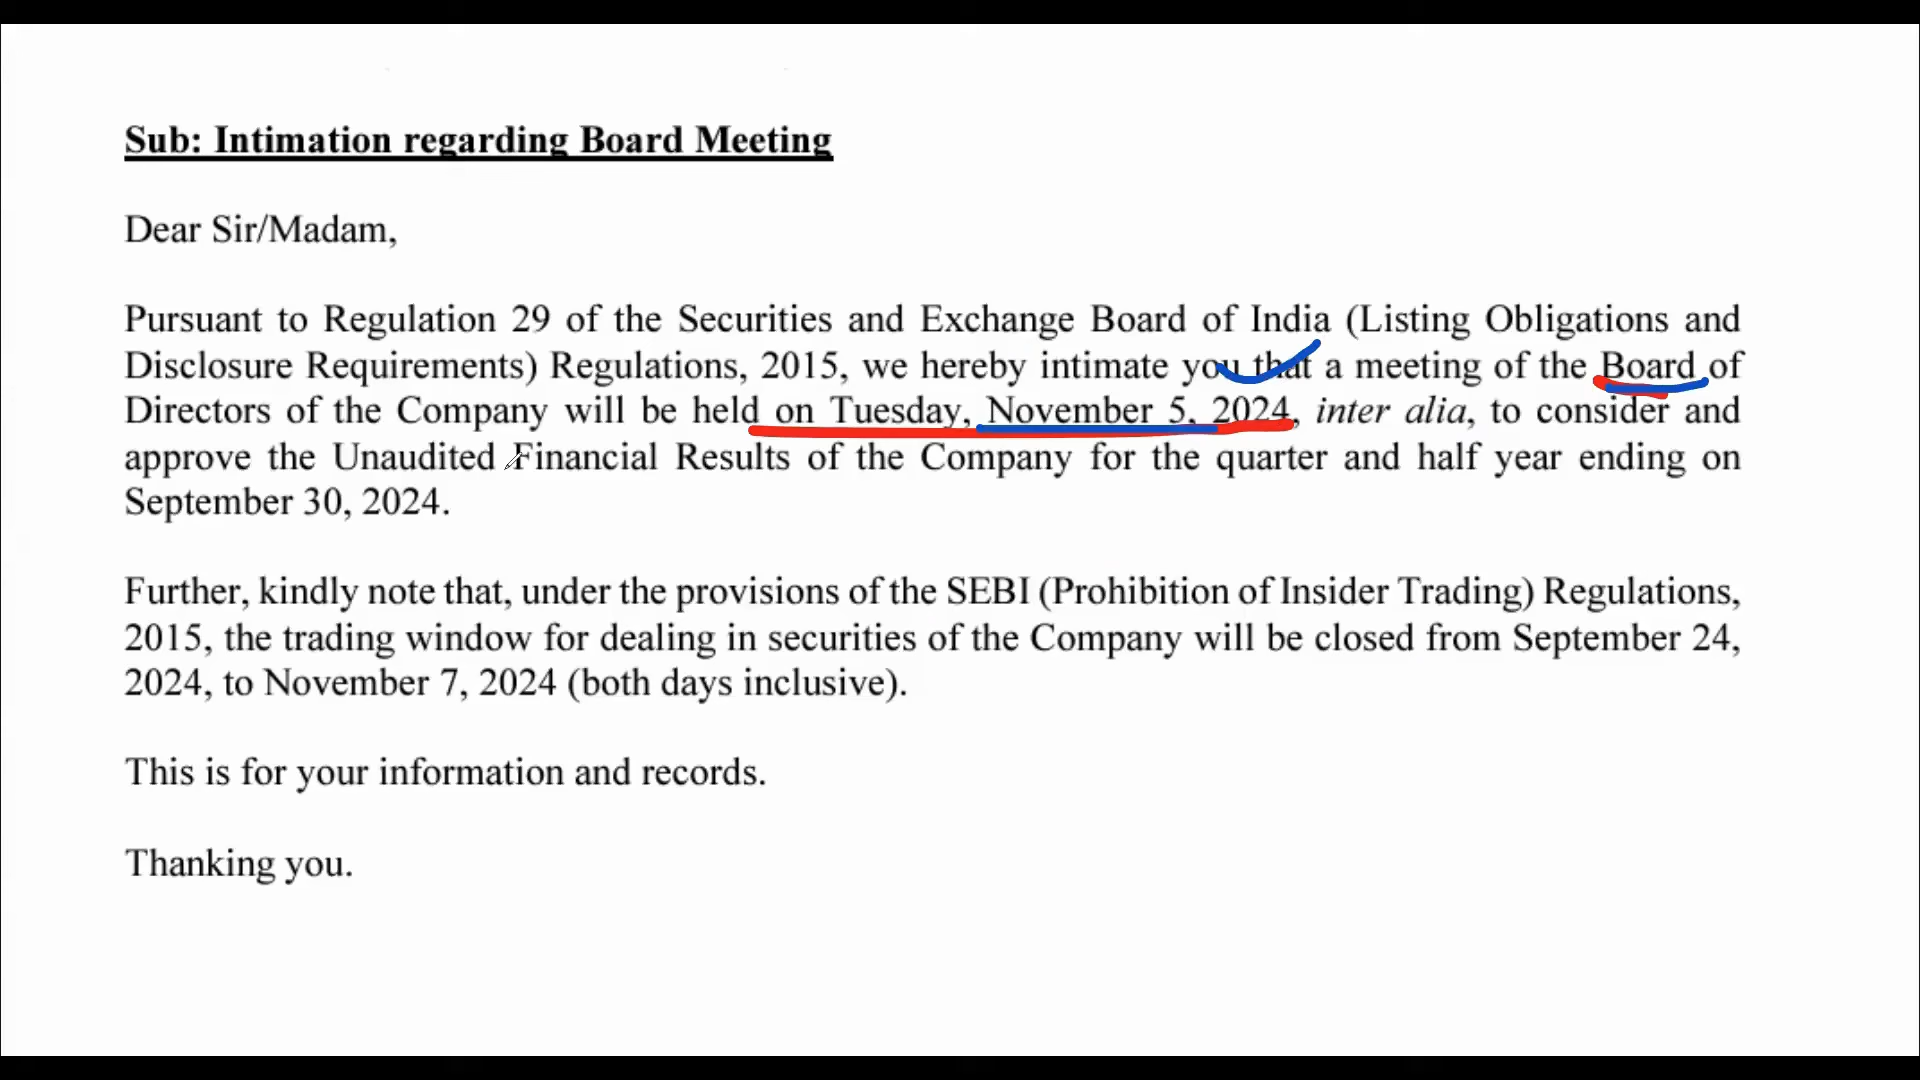 Sub: Intimation regarding Board Meeting
Dear Sir/Madam,
Pursuant to Regulation 29 of the Securities and Exchange Board of India (Listing Obligations and
Disclosure Requirements) Regulations, 2015, we hereby intimate you that a meeting of the Board of
Directors of the Company will be held on Tuesday, November 5, 2024, inter alia, to consider and
approve the Unaudited Financial Results of the Company for the quarter and half year ending on
September 30, 2024.
Further, kindly note that, under the provisions of the SEBI (Prohibition of Insider Trading) Regulations,
2015, the trading window for dealing in securities of the Company will be closed from September 24,
2024, to November 7, 2024 (both days inclusive).
This is for your information and records.
Thanking you.